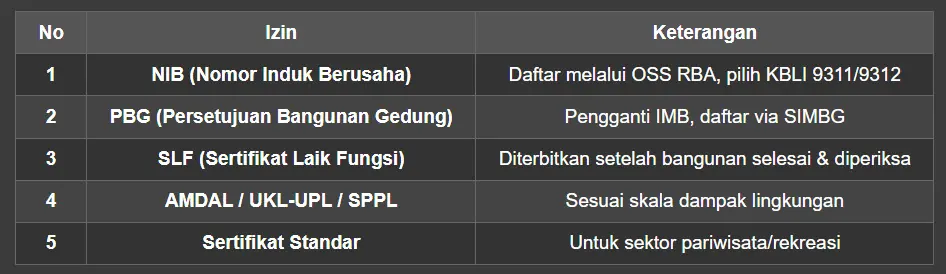 No Izin Keterangan
1 NIB (Nomor Induk Berusaha) Daftar melalui OSS RBA, pilih KBLI 9311/9312
2 PBG (Persetujuan Bangunan Gedung) Pengganti IMB, daftar via SIMBG
3 SLF (Sertifikat Laik Fungsi) Diterbitkan setelah bangunan selesai & diperiksa
4 AMDAL / UKL-UPL / SPPL Sesuai skala dampak lingkungan
5 Sertifikat Standar Untuk sektor pariwisata/rekreasi